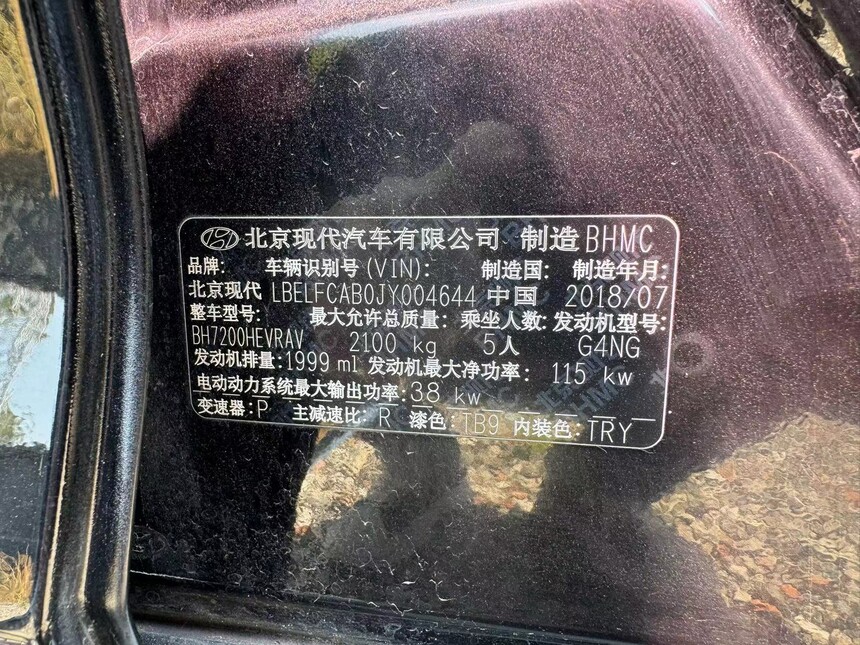 北京现代汽车有限公司 制造 BHMC
品牌: 车辆识别号(VIN): 制造国: 制造年月:
北京现代 LBELFCAB0JY004644 中国 2018/07
整车型号: 最大允许总质量: 乘坐人数: 发动机型号:
BH7200HEVRAV 2100 kg 5人 G4NG
发动机排量:1999 ml 发动机最大净功率: 115 kw
电动动力系统最大输出功率:38 kw
变速器:P 主减速比: R 漆色:TB9 内装色:TRY